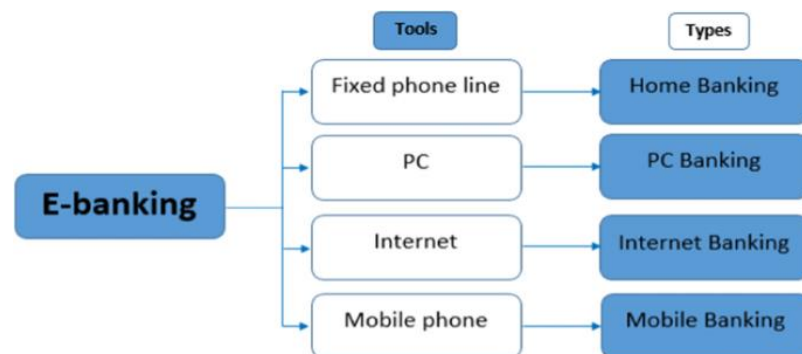 Tools
Types
Fixed phone line
Home Banking
PC
PC Banking
E-banking
Internet
Internet Banking
Mobile phone
Mobile Banking